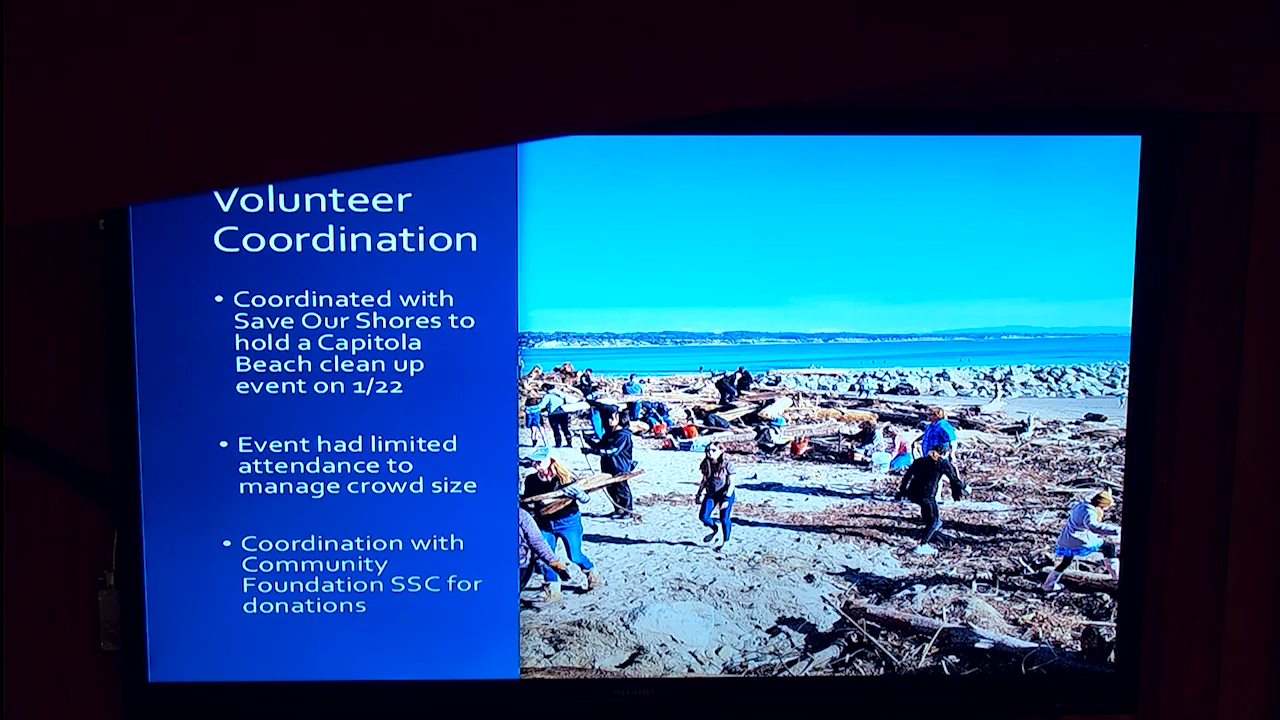 Volunteer
Coordination
• Coordinated with
Save Our Shores to
hold a Capitola
Beach clean up
event on 1/22
• Event had limited
attendance to
manage crowd size
• Coordination with
Community
Foundation SSC for
donations
SHARP